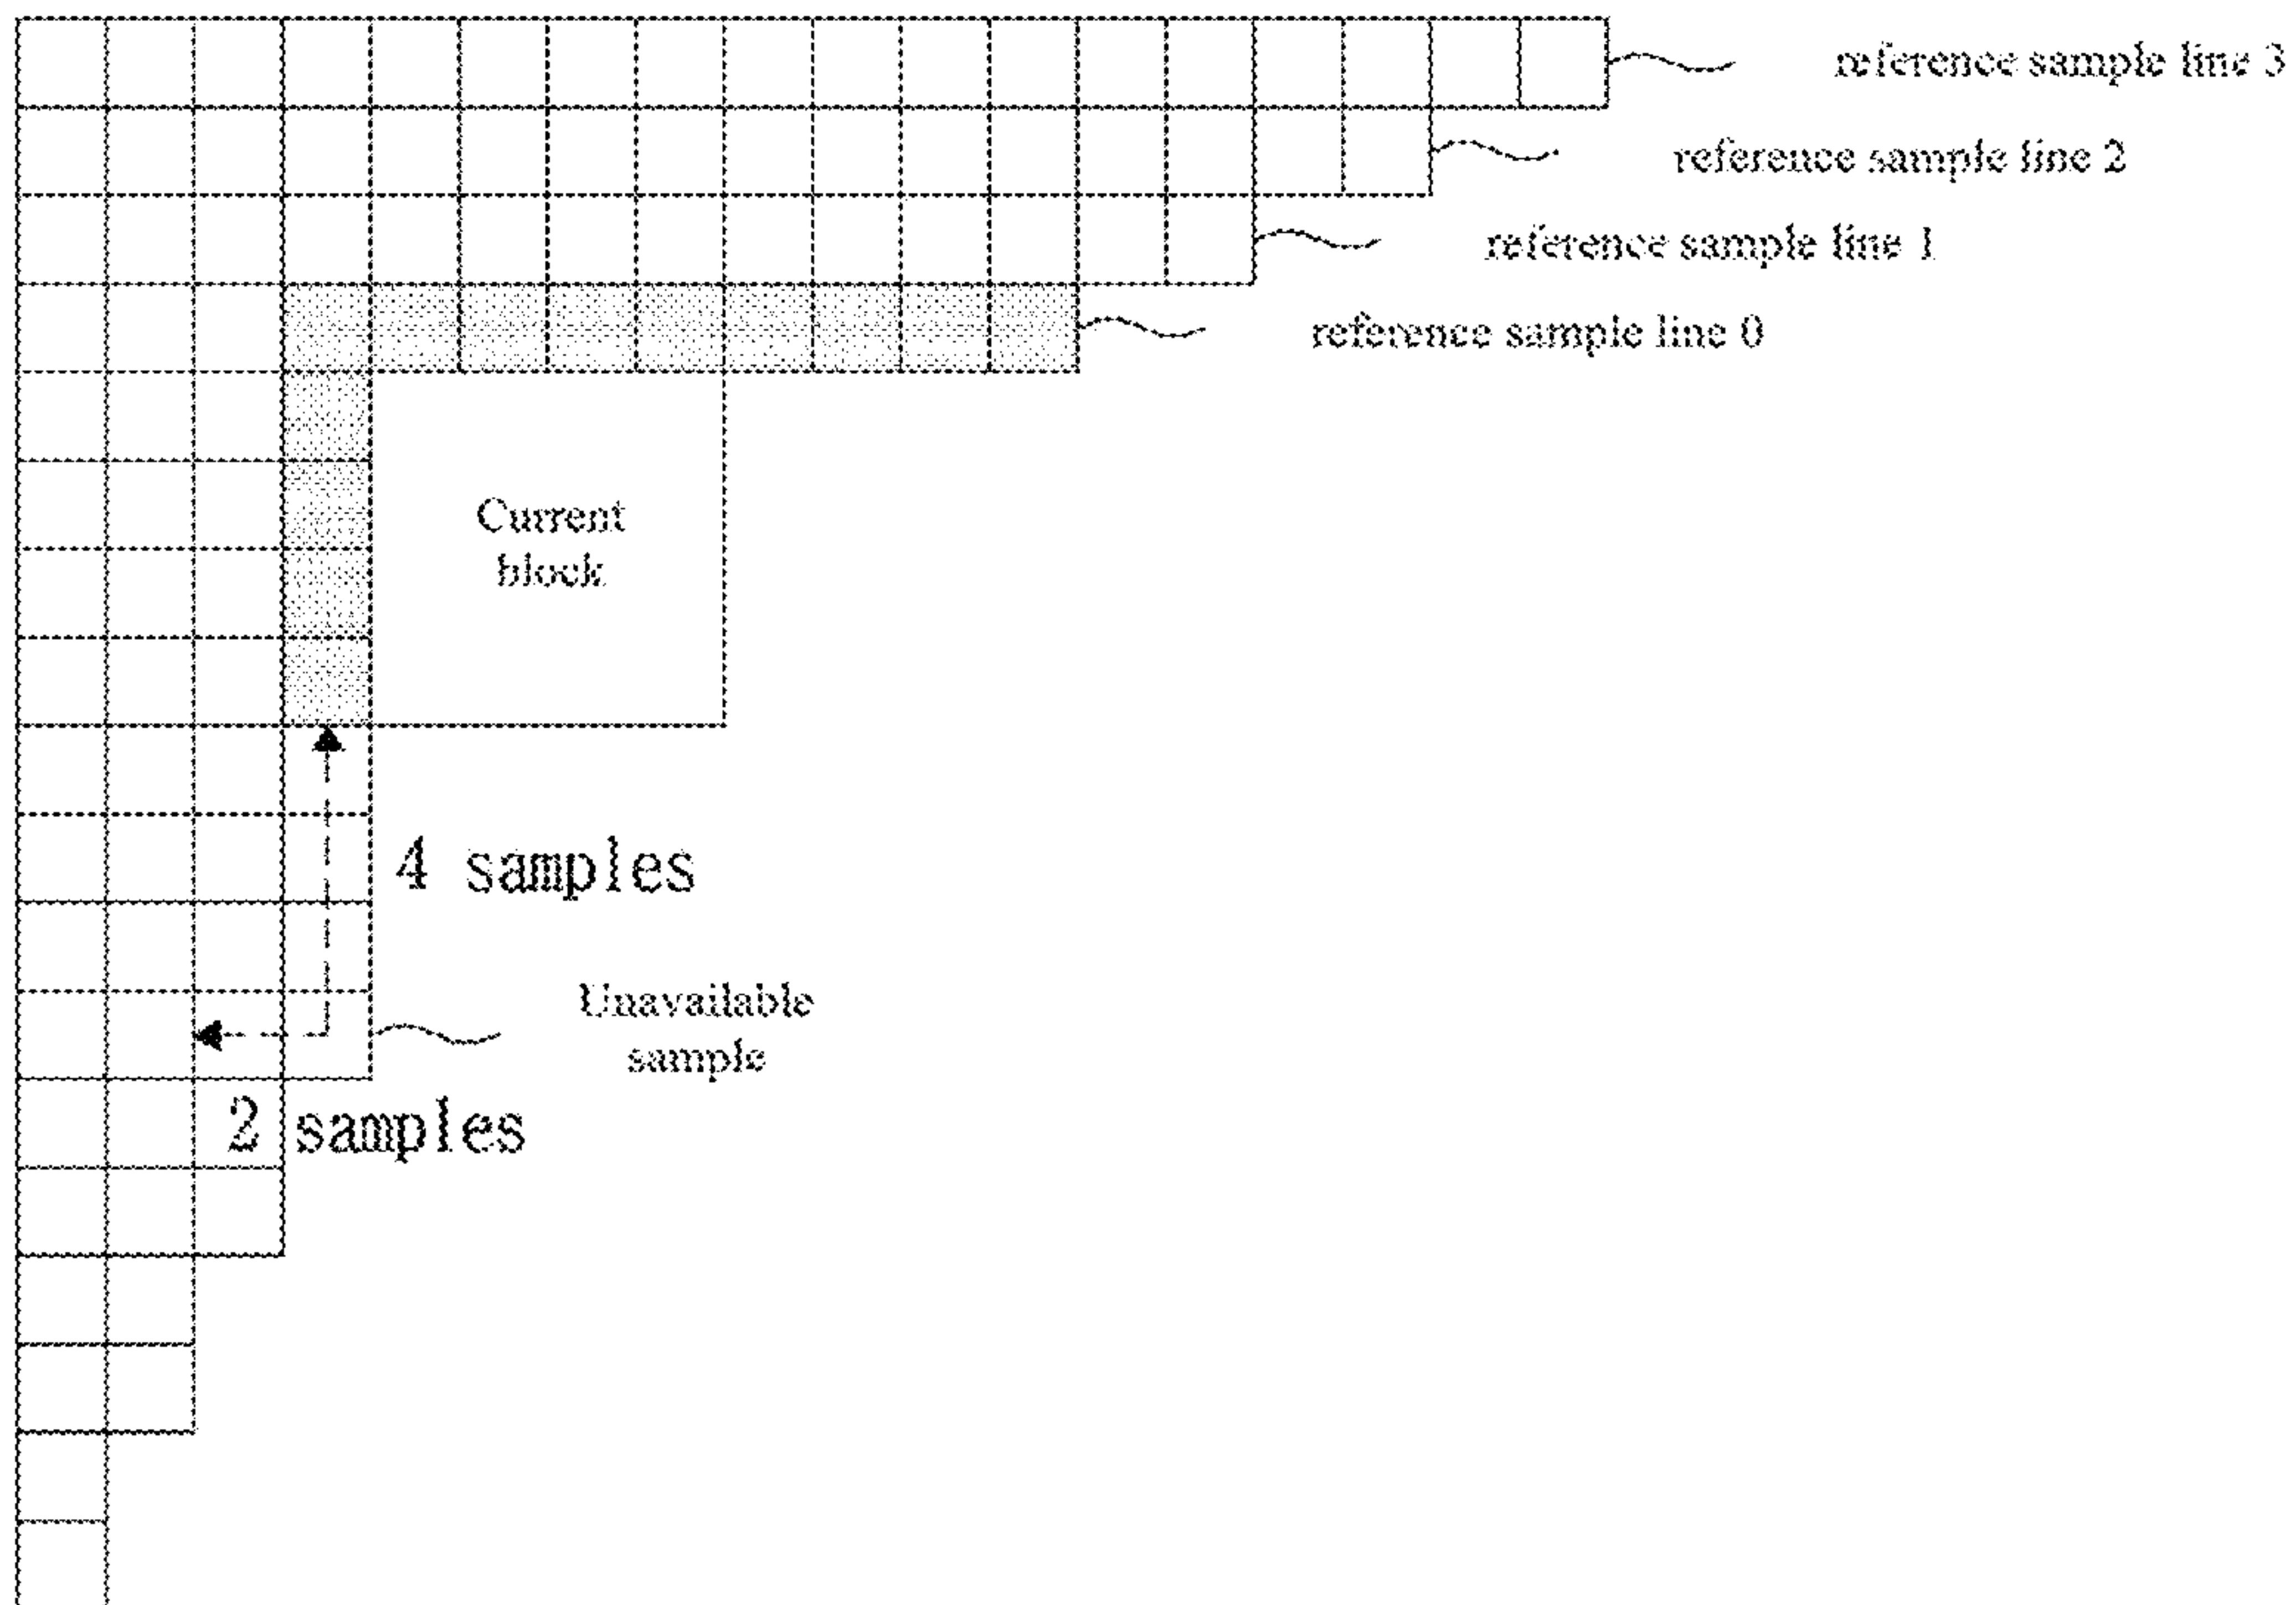 reference sample line 3
reference sample line 2
reference sample line 1
reference sample line 0
Current
block
4 samples
Unavailable
sample
2 samples